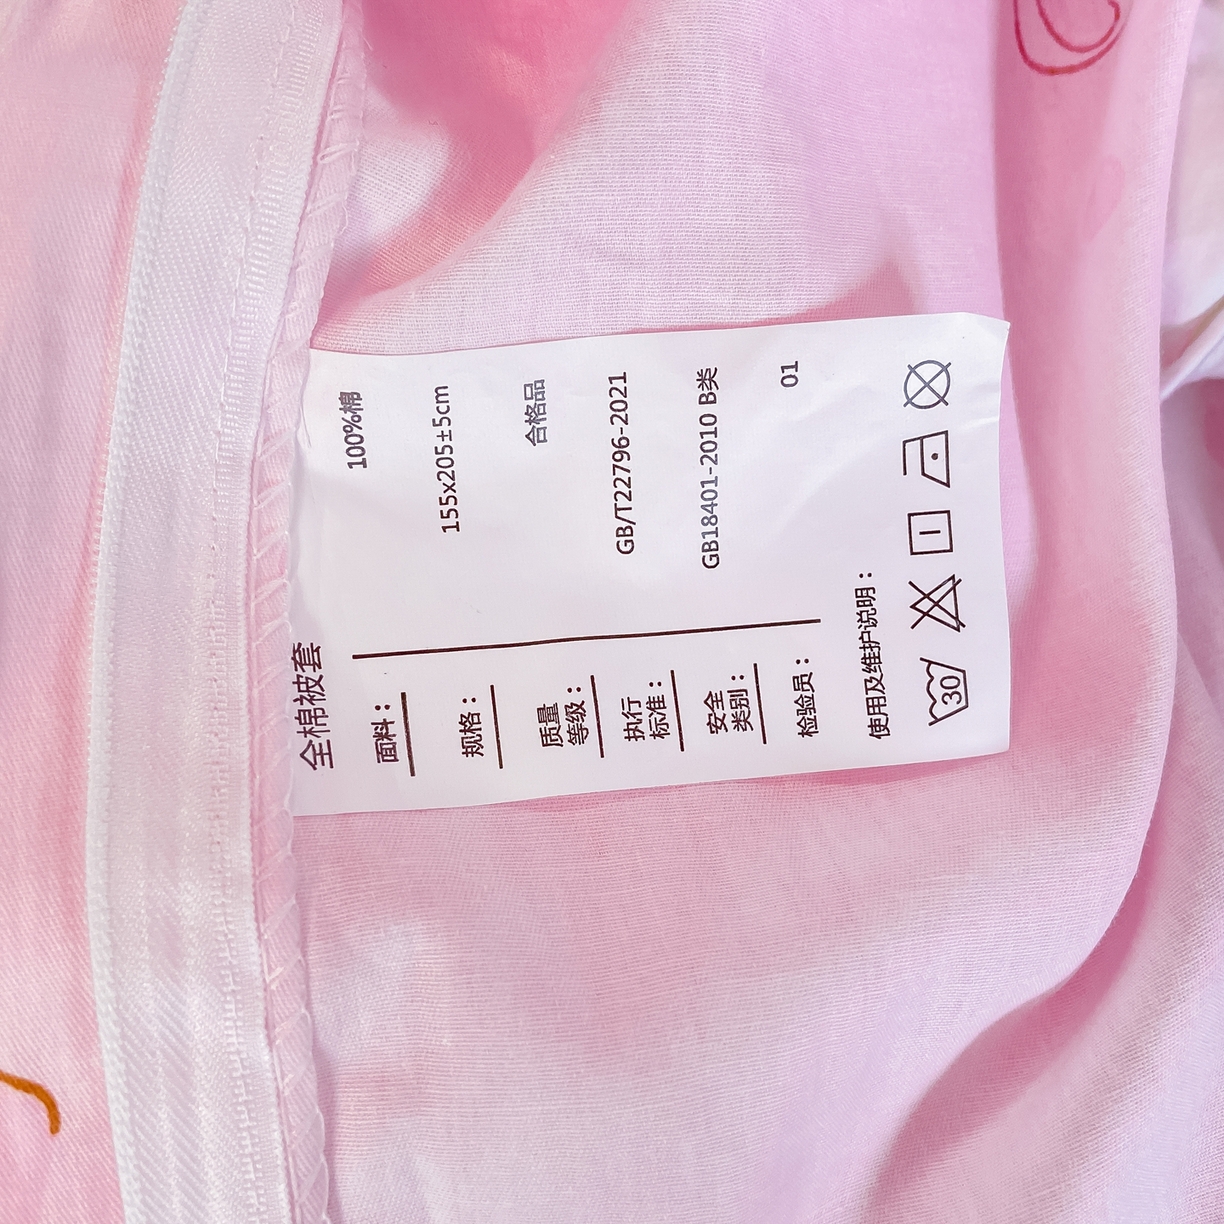 全棉被套
面料： 100%棉
规格： 155x205±5cm
质量
等级： 合格品
执行
标准： GB/T22796-2021
安全
类别： GB18401-2010 B类
检验员： 01
使用及维护说明：
30